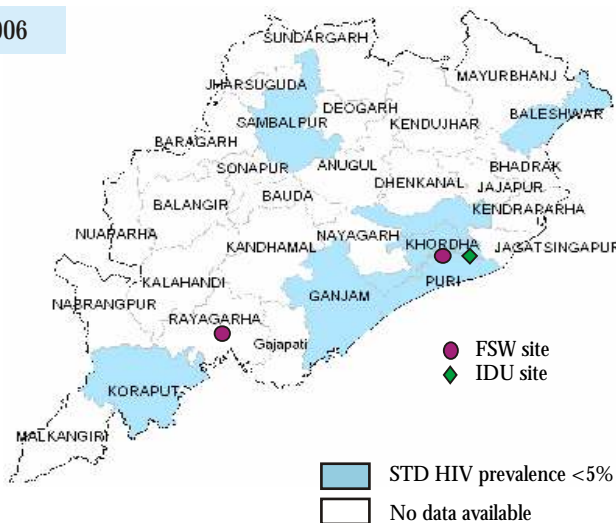 006
SUNDARGARH
JHARSUGUDA
MAYURBHANJ
DEOGARH
BALESHWAR
SAMBALPUR
KENDUJHAR
BARAGARH
SONAPUR
ANUGUL
BHADRAK
DHENKANAL
JAJAPUR
BALANGIR
BAUDA
KENDRAPARHA
NUAPARHA
NAYAGARH
KANDHAMAL
KHORDHA
JAGATSINGAPUR
KALAHANDI
PURI
NABRANGPUR
GANJAM
RAYAGARHA
Gajapati
FSW site
IDU site
KORAPUT
MALKANGIRI
STD HIV prevalence <5%
No data available